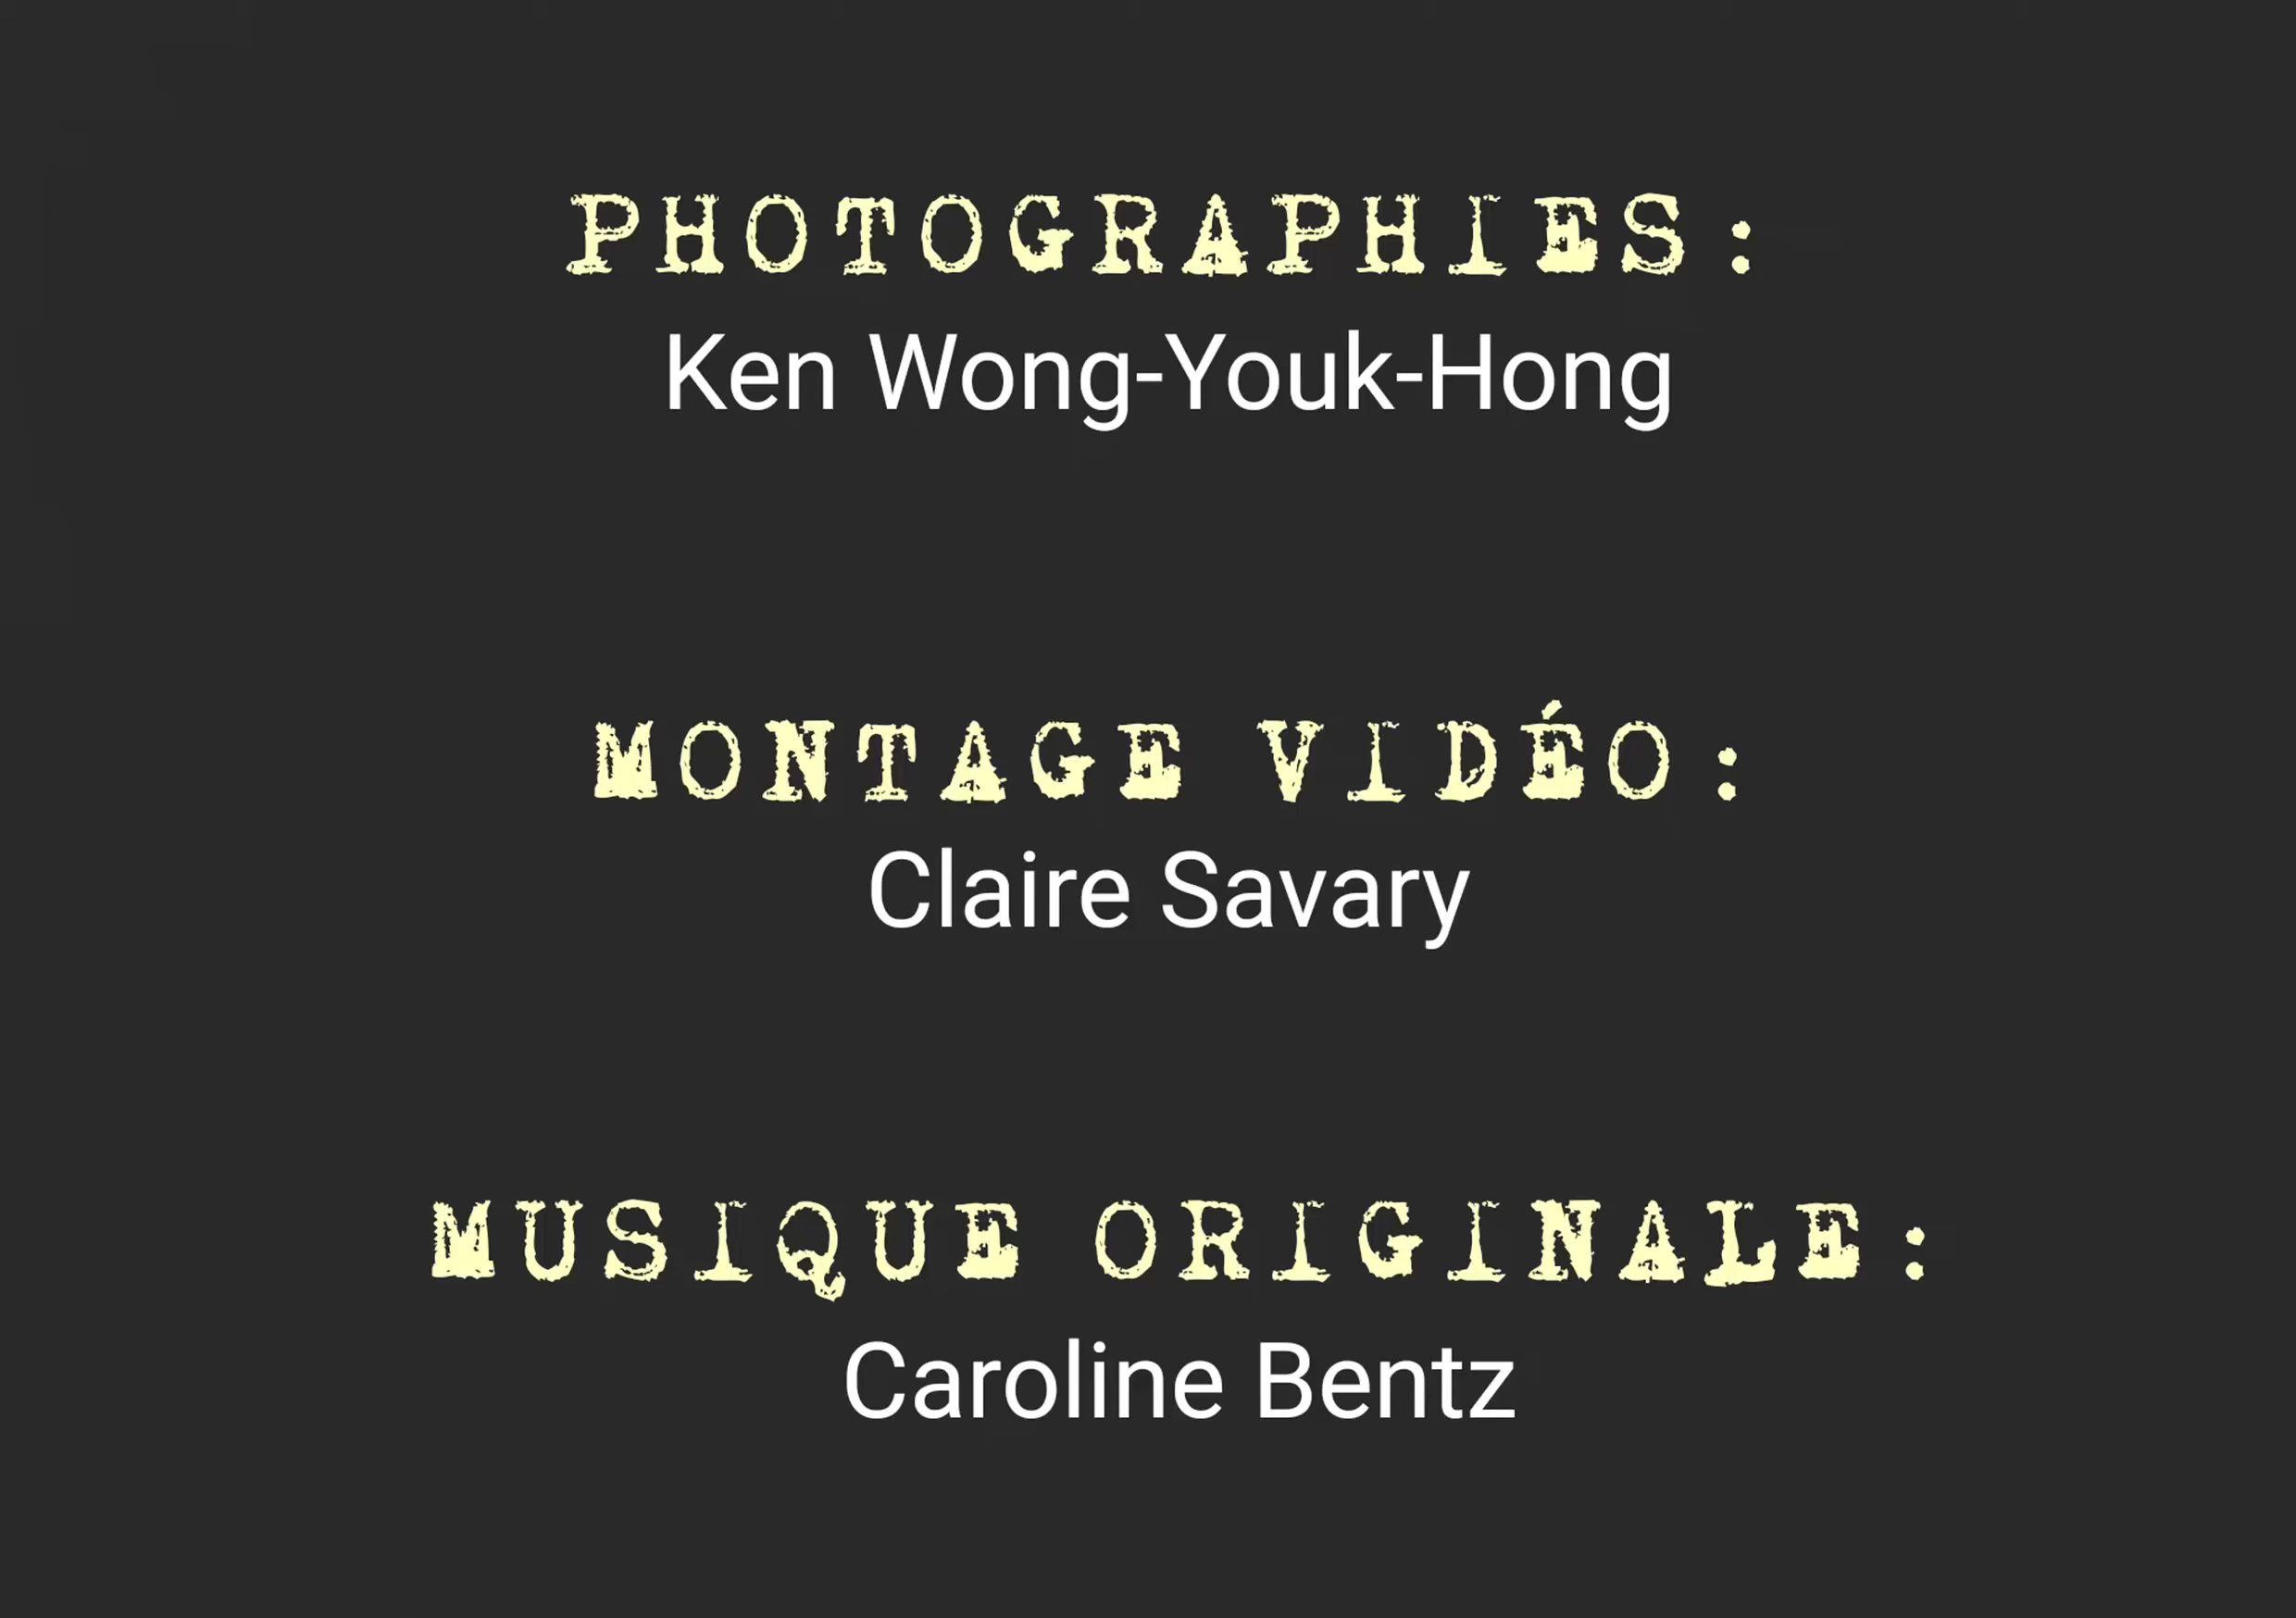 PHOTOGRAPHIES:
Ken Wong-Youk-Hong
MONTAGE VIDÉO:
Claire Savary
MUSIQUE ORIGINALE:
Caroline Bentz